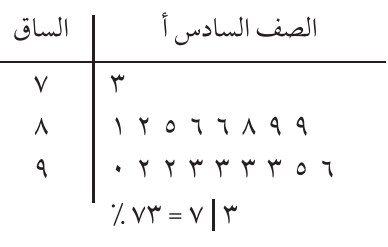 الساق | الصف السادس أ
٧ | ٣
٨ | ١ ٢ ٥ ٦ ٦ ٨ ٩ ٩
٩ | ٠ ٢ ٢ ٣ ٣ ٣ ٣ ٥ ٦
٧ | ٣ = ٧٣ ٪